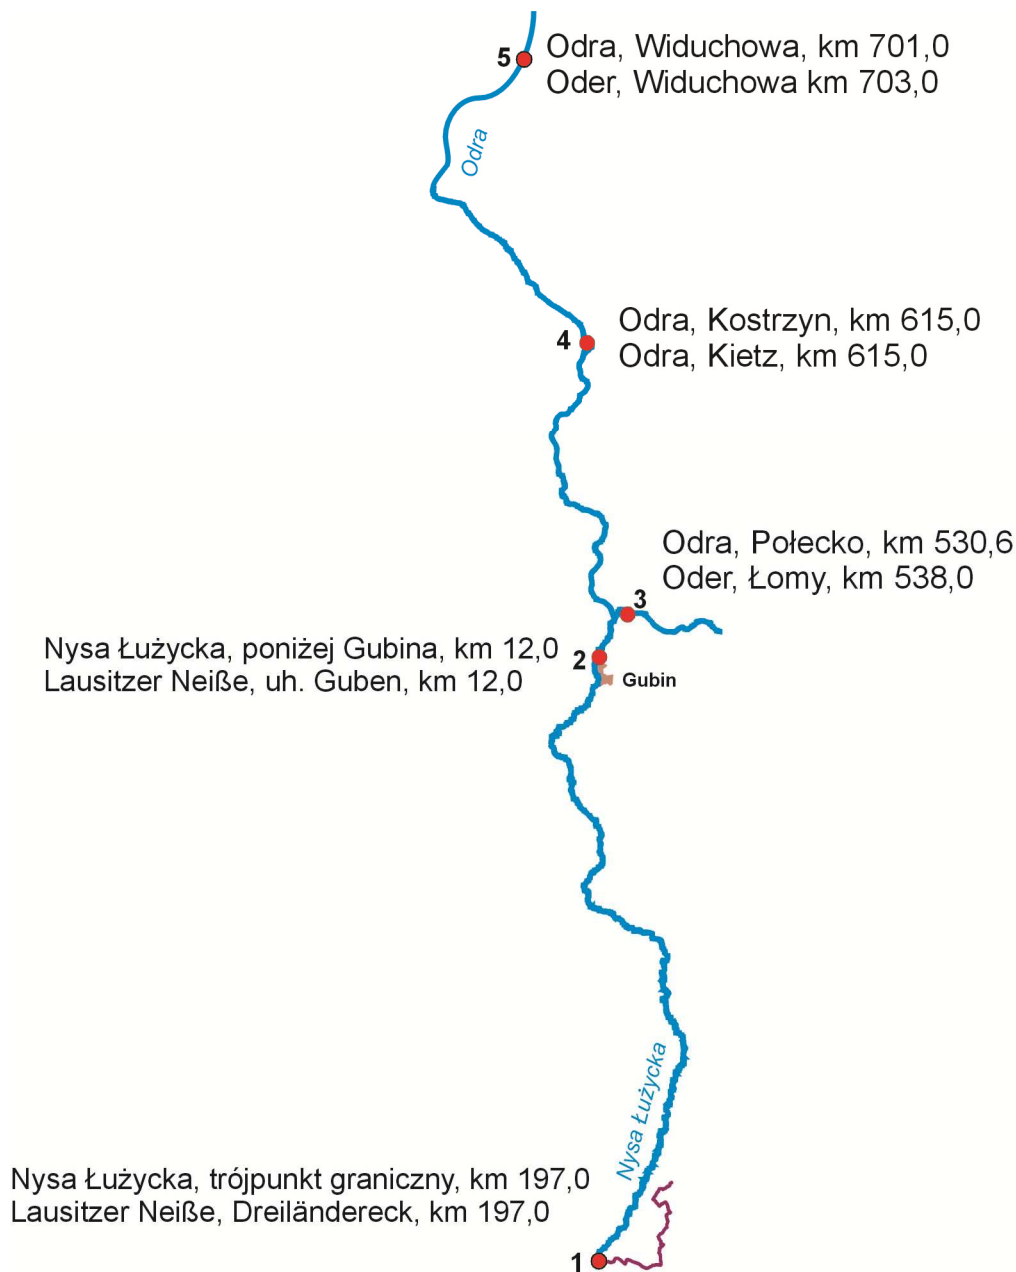 5
Odra, Widuchowa, km 701,0
Oder, Widuchowa km 703,0
Odra
4
Odra, Kostrzyn, km 615,0
Odra, Kietz, km 615,0
Odra, Połecko, km 530,6
Oder, Łomy, km 538,0
3
Nysa Łużycka, poniżej Gubina, km 12,0
Lausitzer Neiße, uh. Guben, km 12,0
2
Gubin
Nysa Łużycka
Nysa Łużycka, trójpunkt graniczny, km 197,0
Lausitzer Neiße, Dreiländereck, km 197,0
1